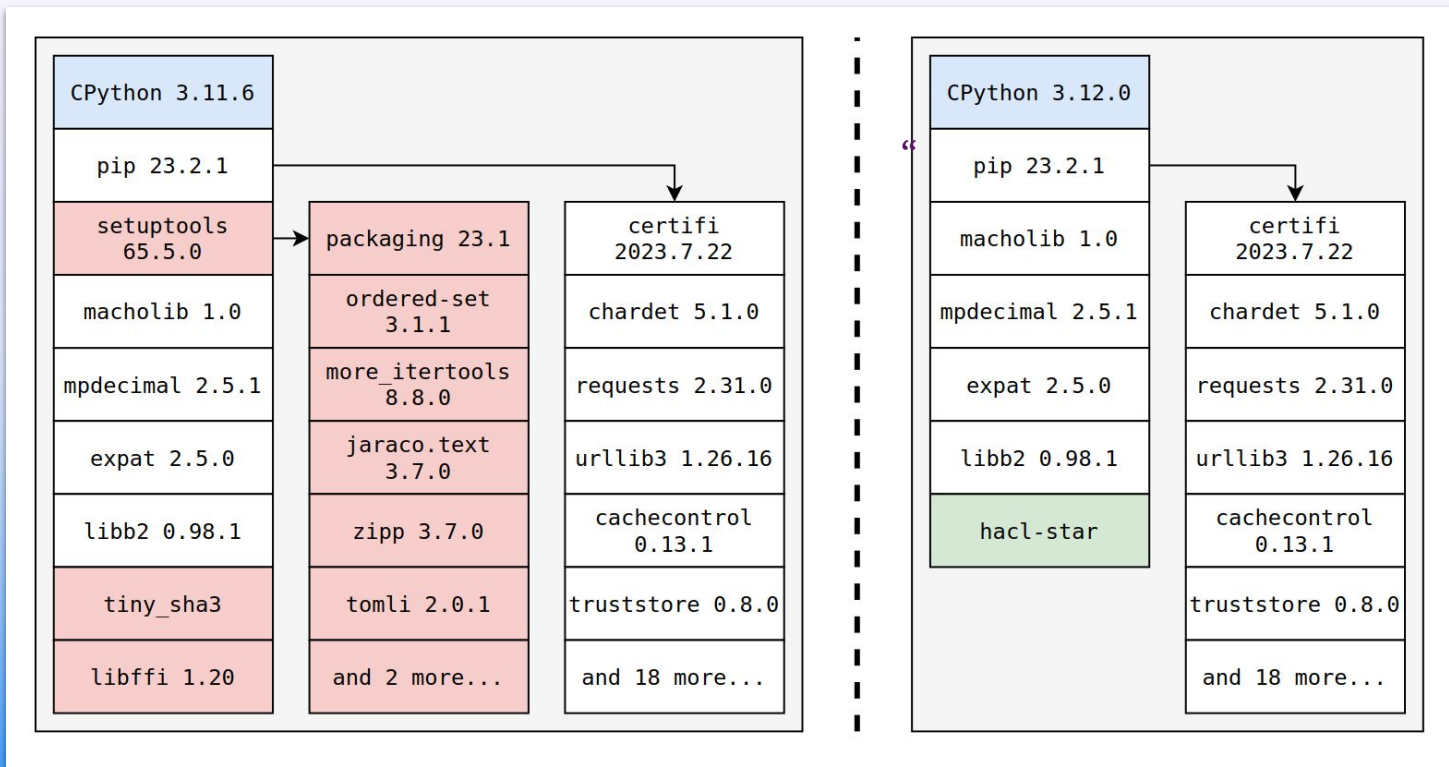 CPython 3.11.6
pip 23.2.1
setuptools
65.5.0
macholib 1.0
mpdecimal 2.5.1
expat 2.5.0
libb2 0.98.1
tiny_sha3
libffi 1.20
packaging 23.1
ordered-set
3.1.1
more_itertools
8.8.0
jaraco.text
3.7.0
zipp 3.7.0
tomli 2.0.1
and 2 more...
certifi
2023.7.22
chardet 5.1.0
requests 2.31.0
urllib3 1.26.16
cachecontrol
0.13.1
truststore 0.8.0
and 18 more...
“
CPython 3.12.0
pip 23.2.1
macholib 1.0
mpdecimal 2.5.1
expat 2.5.0
libb2 0.98.1
hacl-star
certifi
2023.7.22
chardet 5.1.0
requests 2.31.0
urllib3 1.26.16
cachecontrol
0.13.1
truststore 0.8.0
and 18 more...